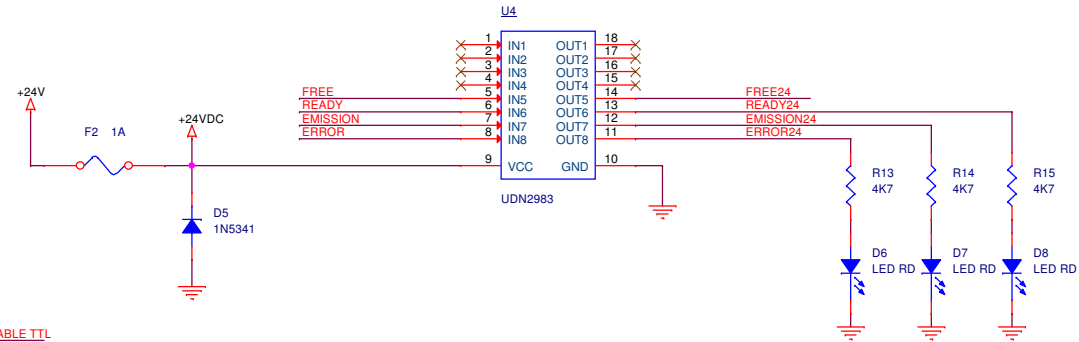 U4
1 IN1 OUT1 18
2 IN2 OUT2 17
3 IN3 OUT3 16
4 IN4 OUT4 15
FREE 5 IN5 OUT5 14 FREE24
READY 6 IN6 OUT6 13 READY24
EMISSION 7 IN7 OUT7 12 EMISSION24
ERROR 8 IN8 OUT8 11 ERROR24
9 VCC GND 10
UDN2983
+24V
+24VDC
F2 1A
D5
1N5341
R13
4K7
R14
4K7
R15
4K7
D6
LED RD
D7
LED RD
D8
LED RD
ABLE TTL